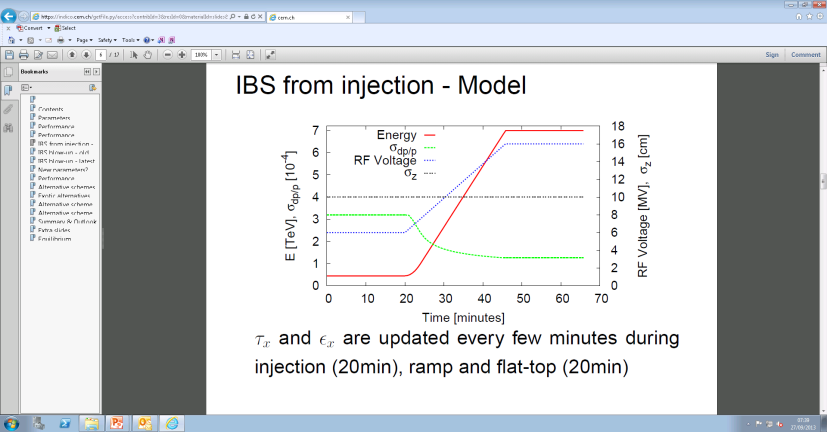 cern.ch
Convert Select
Page Safety Tools
5 / 17 100% Sign Comment
Bookmarks
IBS from injection - Model
Contents
Parameters
Performance
Performance
IBS from injection -
IBS blow-up - old
IBS blow-up - latest
New parameters?
Performance
Alternative schemes
Exotic alternatives
Alternative scheme
Alternative scheme
Summary & Outlook
Extra slides
Equilibrium
Energy
σdp/p
RF Voltage
σz
E [TeV], σdp/p [10⁻⁴]
RF Voltage [MV], σz [cm]
7
6
5
4
3
2
1
0
18
16
14
12
10
8
6
4
2
0
0 10 20 30 40 50 60 70
Time [minutes]
τx and ϵx are updated every few minutes during
injection (20min), ramp and flat-top (20min)
27/09/2013